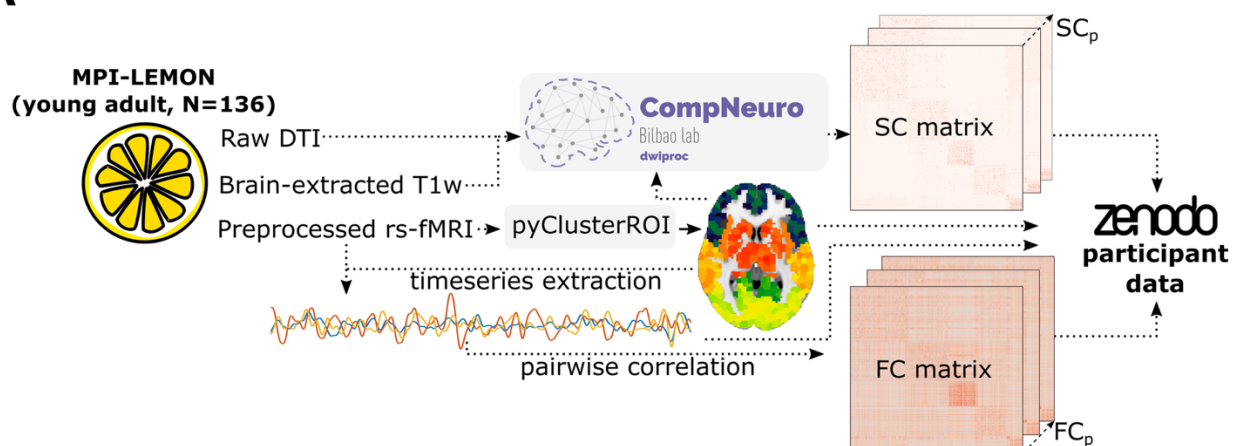 MPI-LEMON
(young adult, N=136)
Raw DTI
Brain-extracted T1w
Preprocessed rs-fMRI
pyClusterROI
CompNeuro
Bilbao lab
dwiproc
SC matrix
SCp
timeseries extraction
pairwise correlation
FC matrix
FCp
zenodo
participant
data